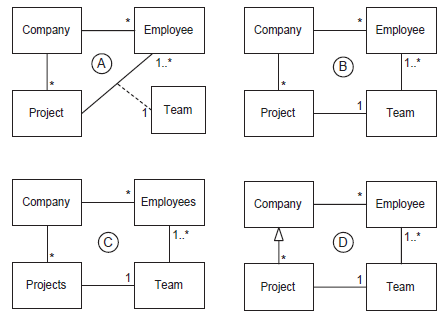 Company * Employee
A 1..*
*
Project 1 Team
Company * Employee
B 1..*
*
Project 1 Team
Company * Employees
C 1..*
*
Projects 1 Team
Company * Employee
D 1..*
*
Project 1 Team